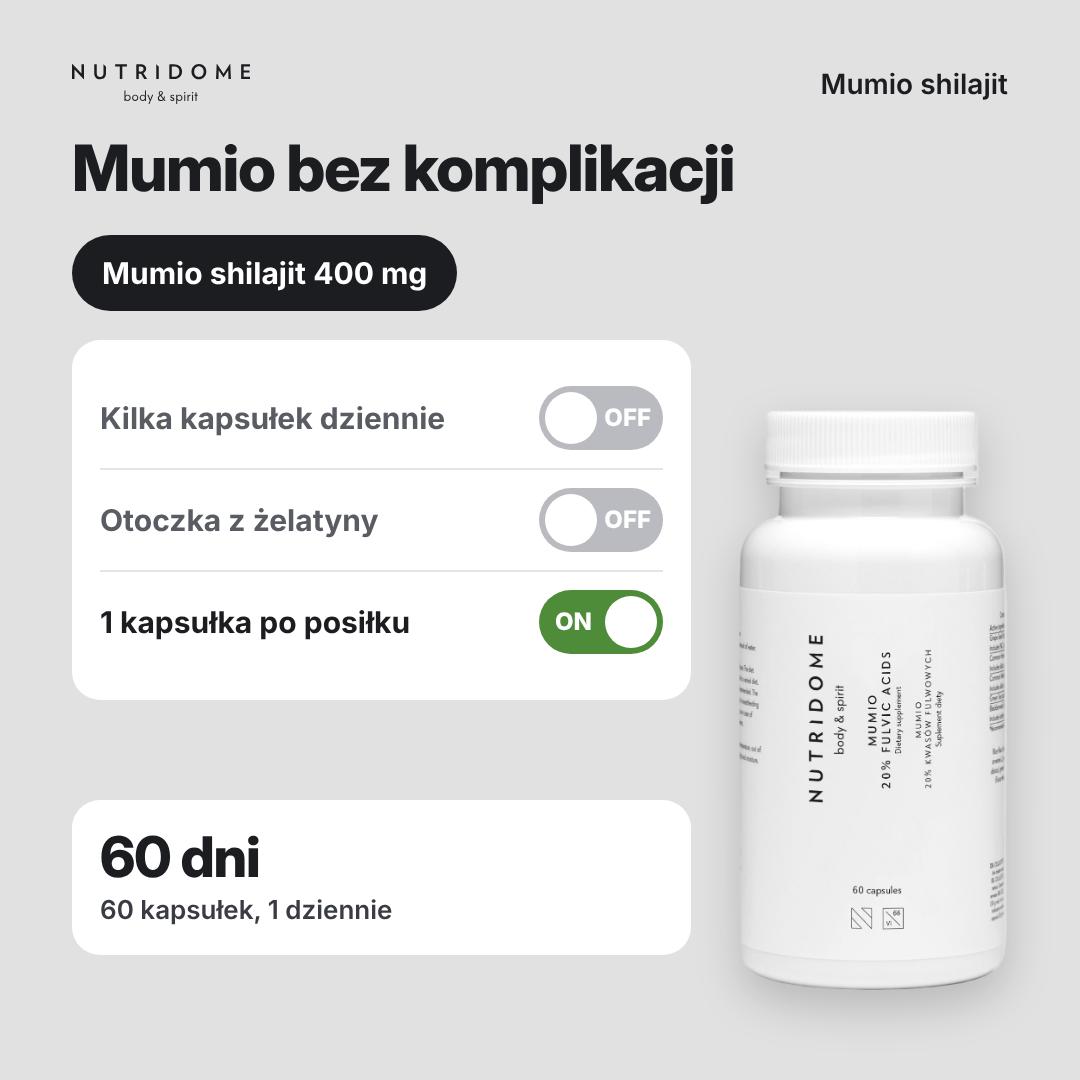 NUTRIDOME
body & spirit
Mumio shilajit
Mumio bez komplikacji
Mumio shilajit 400 mg
Kilka kapsułek dziennie
OFF
Otoczka z żelatyny
OFF
1 kapsułka po posiłku
ON
60 dni
60 kapsułek, 1 dziennie
NUTRIDOME
body & spirit
MUMIO
20% FULVIC ACIDS
Dietary supplement
MUMIO
20% KWASÓW FULWOWYCH
Suplement diety
60 capsules